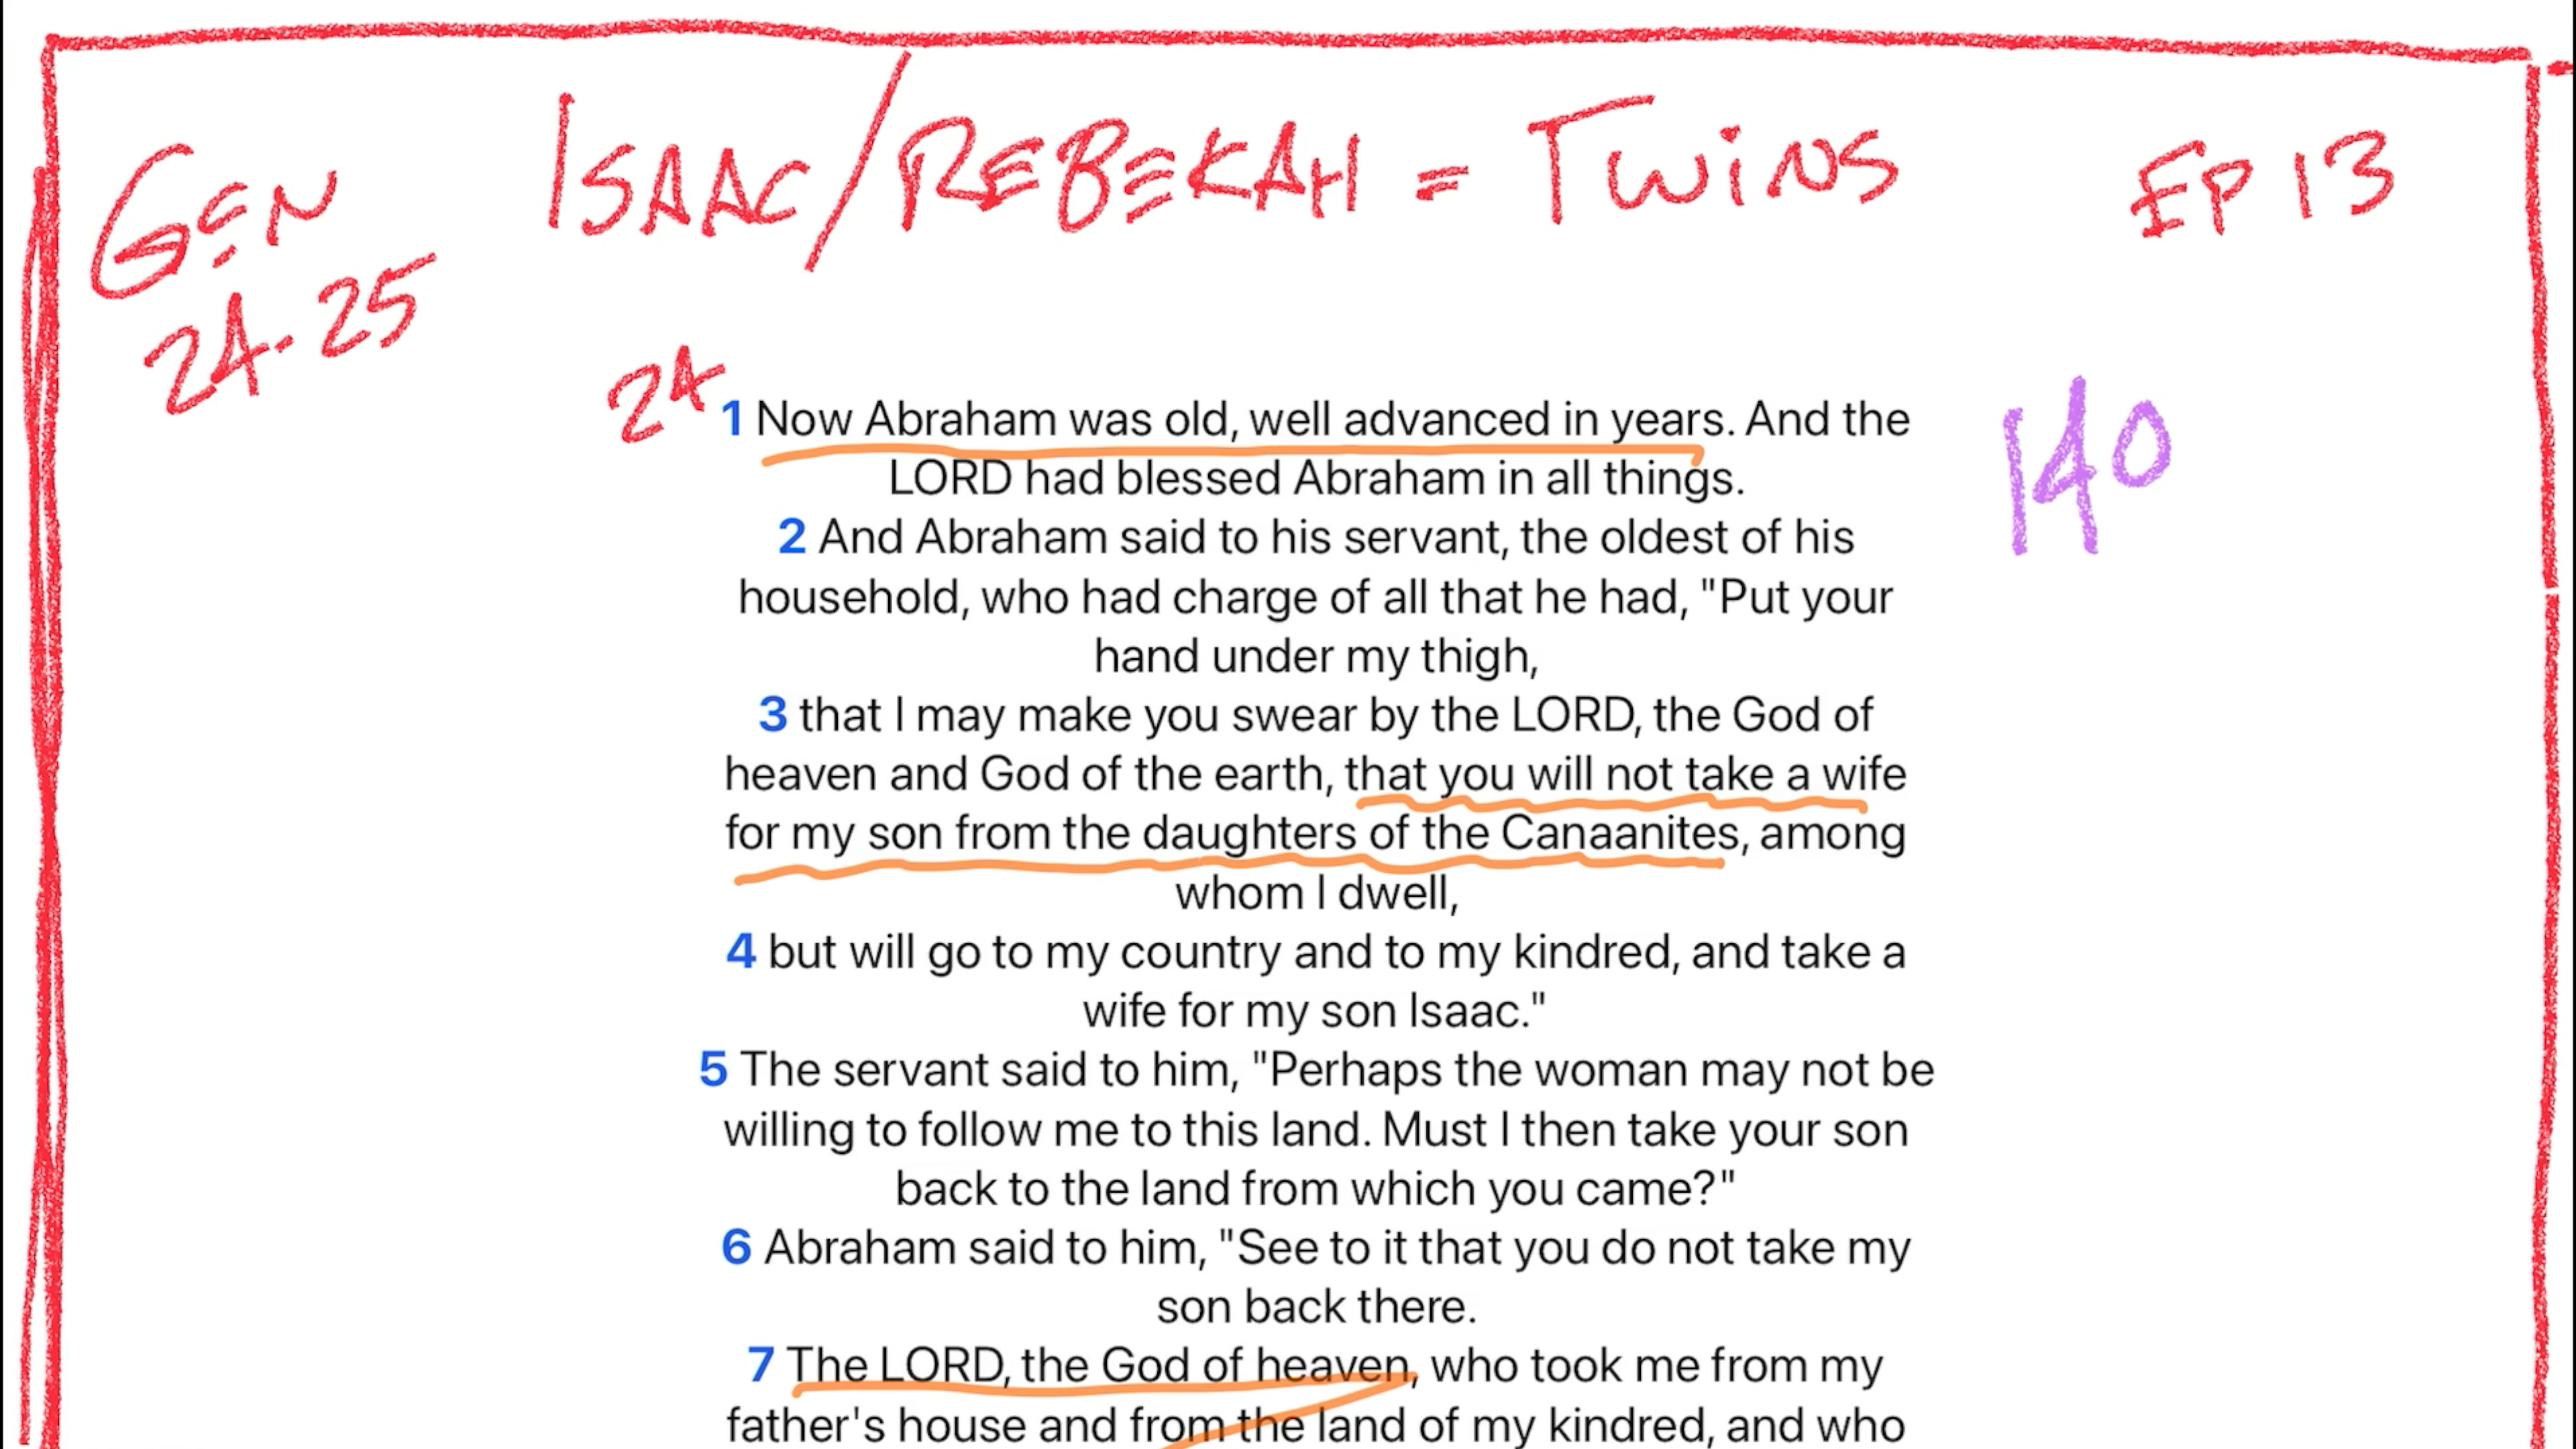 GEN ISAAC/REBEKAH = TWINS EP 13
24-25
24
1 Now Abraham was old, well advanced in years. And the
140
LORD had blessed Abraham in all things.
2 And Abraham said to his servant, the oldest of his
household, who had charge of all that he had, "Put your
hand under my thigh,
3 that I may make you swear by the LORD, the God of
heaven and God of the earth, that you will not take a wife
for my son from the daughters of the Canaanites, among
whom I dwell,
4 but will go to my country and to my kindred, and take a
wife for my son Isaac."
5 The servant said to him, "Perhaps the woman may not be
willing to follow me to this land. Must I then take your son
back to the land from which you came?"
6 Abraham said to him, "See to it that you do not take my
son back there.
7 The LORD, the God of heaven, who took me from my
father's house and from the land of my kindred, and who